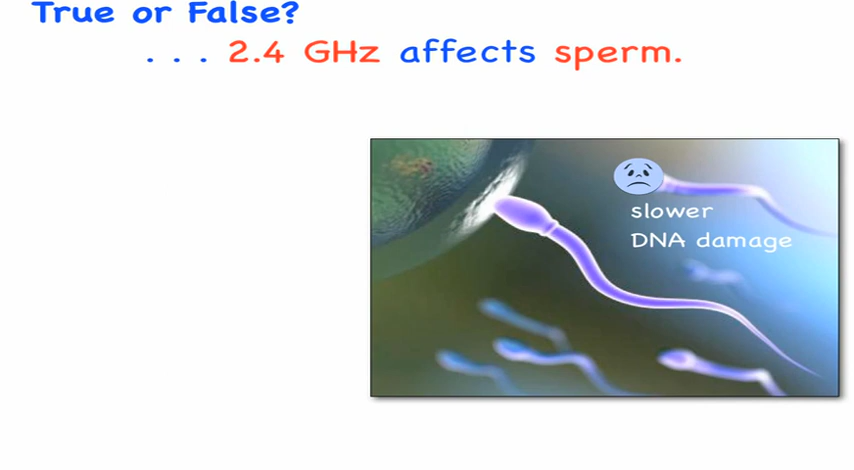 True or False?
. . . 2.4 GHz affects sperm.
slower
DNA damage